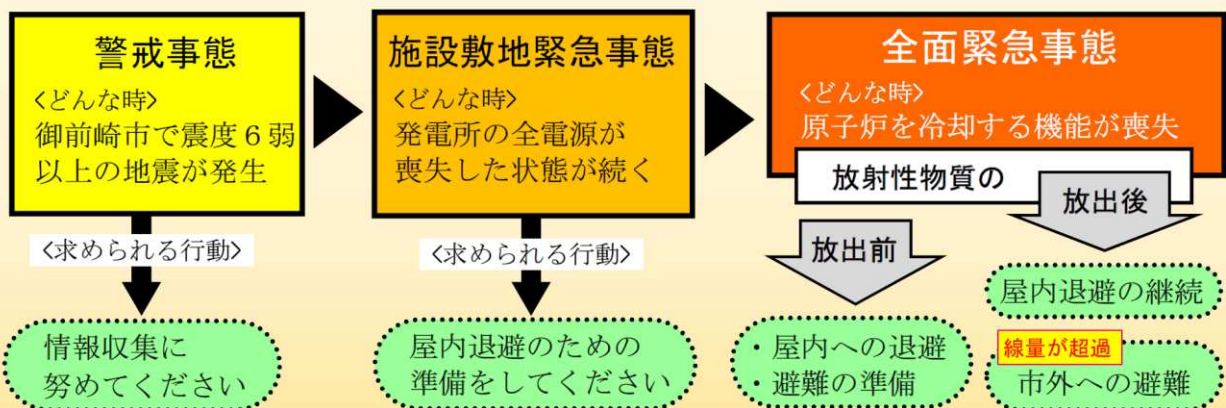 警戒事態
<どんな時>
御前崎市で震度６弱
以上の地震が発生
<求められる行動>
情報収集に
努めてください
施設敷地緊急事態
<どんな時>
発電所の全電源が
喪失した状態が続く
<求められる行動>
屋内退避のための
準備をしてください
全面緊急事態
<どんな時>
原子炉を冷却する機能が喪失
放射性物質の
放出前
・屋内への退避
・避難の準備
放出後
屋内退避の継続
線量が超過
市外への避難